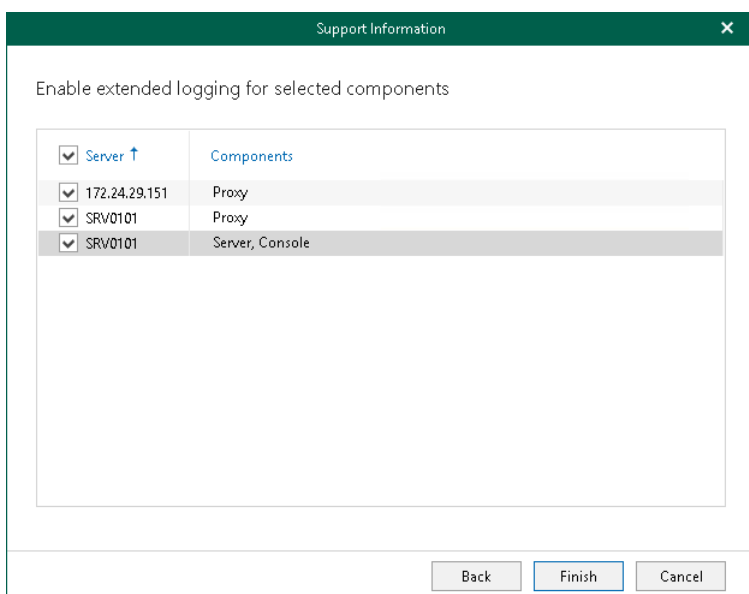 Support Information
Enable extended logging for selected components
Server ↑ Components
172.24.29.151 Proxy
SRV0101 Proxy
SRV0101 Server, Console
Back Finish Cancel